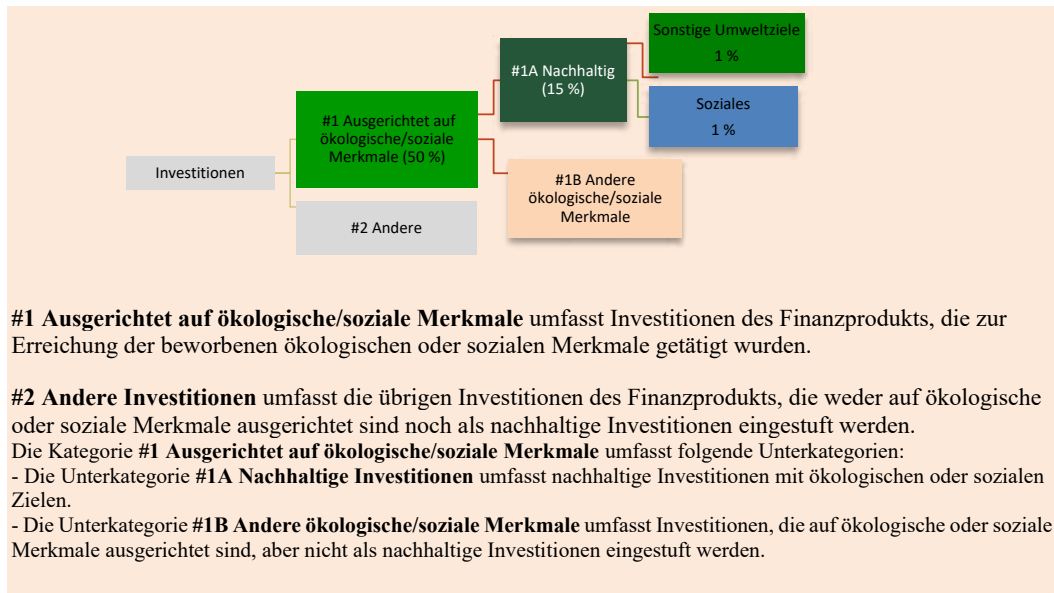 Sonstige Umweltziele
1 %
#1A Nachhaltig
(15 %)
Soziales
1 %
#1 Ausgerichtet auf
ökologische/soziale
Merkmale (50 %)
Investitionen
#1B Andere
ökologische/soziale
Merkmale
#2 Andere
#1 Ausgerichtet auf ökologische/soziale Merkmale umfasst Investitionen des Finanzprodukts, die zur
Erreichung der beworbenen ökologischen oder sozialen Merkmale getätigt wurden.
#2 Andere Investitionen umfasst die übrigen Investitionen des Finanzprodukts, die weder auf ökologische
oder soziale Merkmale ausgerichtet sind noch als nachhaltige Investitionen eingestuft werden.
Die Kategorie #1 Ausgerichtet auf ökologische/soziale Merkmale umfasst folgende Unterkategorien:
- Die Unterkategorie #1A Nachhaltige Investitionen umfasst nachhaltige Investitionen mit ökologischen oder sozialen
Zielen.
- Die Unterkategorie #1B Andere ökologische/soziale Merkmale umfasst Investitionen, die auf ökologische oder soziale
Merkmale ausgerichtet sind, aber nicht als nachhaltige Investitionen eingestuft werden.